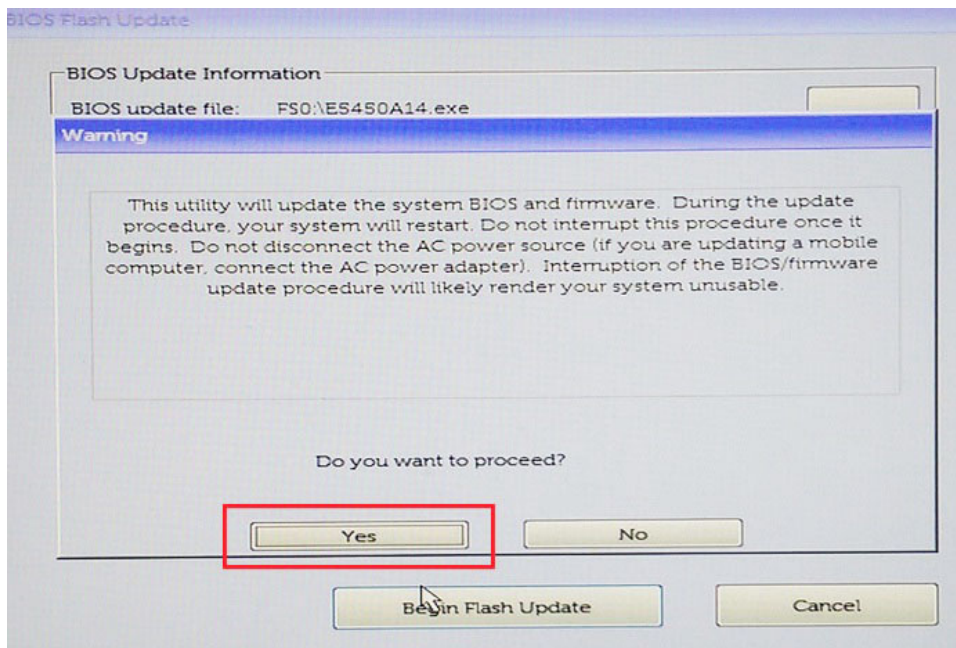 BIOS Flash Update
BIOS Update Information
BIOS update file: FS0:\E5450A14.exe
Warning
This utility will update the system BIOS and firmware. During the update
procedure, your system will restart. Do not interrupt this procedure once it
begins. Do not disconnect the AC power source (if you are updating a mobile
computer, connect the AC power adapter). Interruption of the BIOS/firmware
update procedure will likely render your system unusable.
Do you want to proceed?
Yes No
Begin Flash Update Cancel